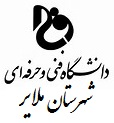 دانشگاه فنی و حرفه ای
شهرستان ملایر